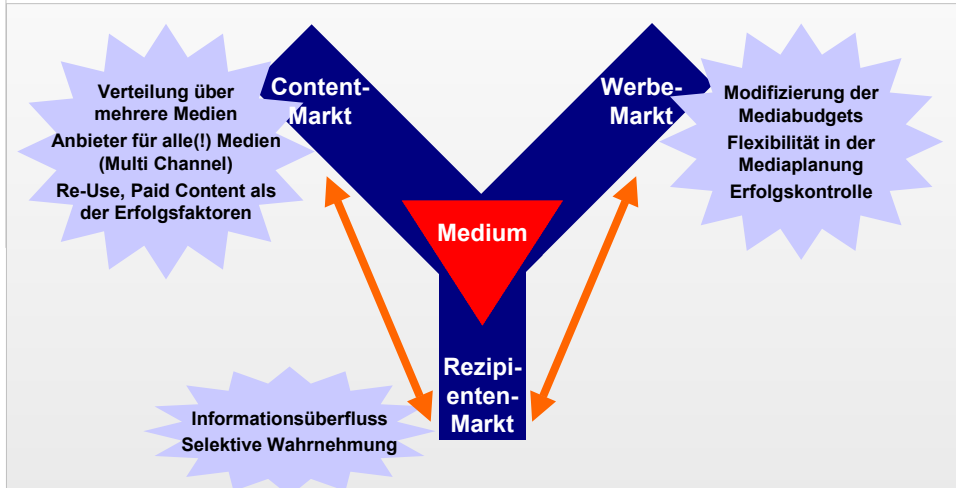 Verteilung über
mehrere Medien
Anbieter für alle(!) Medien
(Multi Channel)
Re-Use, Paid Content als
der Erfolgsfaktoren
Content-
Markt
Werbe-
Markt
Modifizierung der
Mediabudgets
Flexibilität in der
Mediaplanung
Erfolgskontrolle
Medium
Rezipi-
enten-
Markt
Informationsüberfluss
Selektive Wahrnehmung